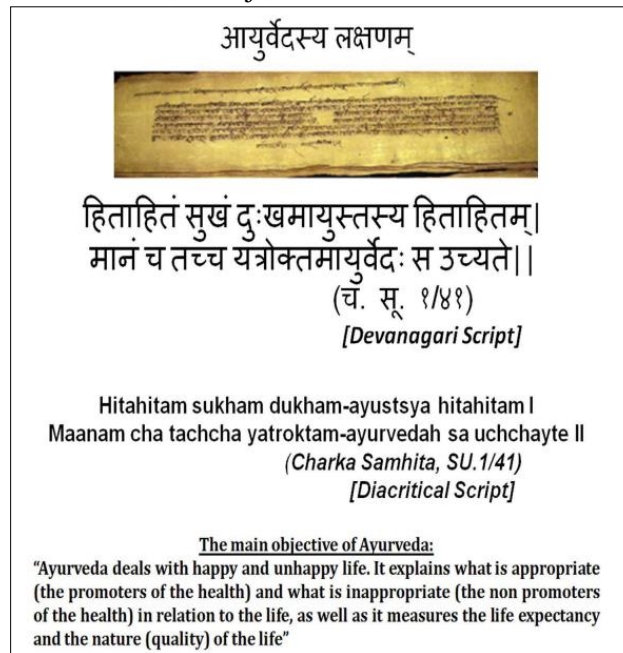 आयुर्वेदस्य लक्षणम्
हिताहितं सुखं दुःखमायुस्तस्य हिताहितम्|
मानं च तच्च यत्रोक्तमायुर्वेदः स उच्यते||
(च. सू. १/४१)
[Devanagari Script]
Hitahitam sukham dukham-ayustsya hitahitam I
Maanam cha tachcha yatroktam-ayurvedah sa uchchayte II
(Charka Samhita, SU.1/41)
[Diacritical Script]
The main objective of Ayurveda:
"Ayurveda deals with happy and unhappy life. It explains what is appropriate
(the promoters of the health) and what is inappropriate (the non promoters
of the health) in relation to the life, as well as it measures the life expectancy
and the nature (quality) of the life"